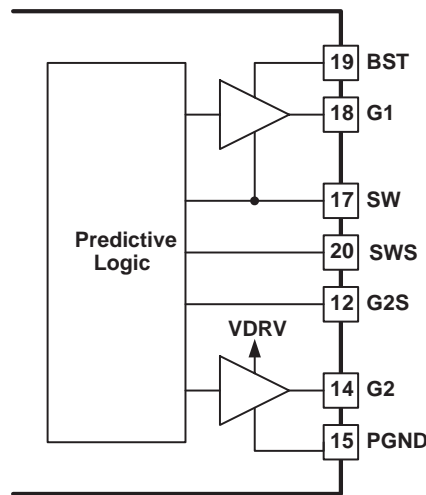 19 BST
18 G1
17 SW
Predictive
Logic
20 SWS
12 G2S
VDRV
14 G2
15 PGND